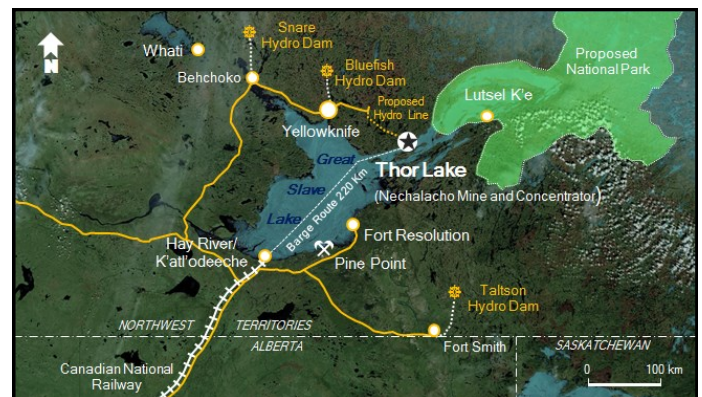 N
Snare
Hydro Dam
Whati
Behchoko
Bluefish
Hydro Dam
Proposed
National Park
Lutsel K'e
Proposed
Hydro Line
Yellowknife
Great
Slave
Lake
Thor Lake
(Nechalacho Mine and Concentrator)
Barge Route 220 Km
Hay River/
K'atl'odeeche
Fort Resolution
Pine Point
Taltson
Hydro Dam
NORTHWEST TERRITORIES
ALBERTA
Fort Smith
SASKATCHEWAN
Canadian National
Railway
0 100 km